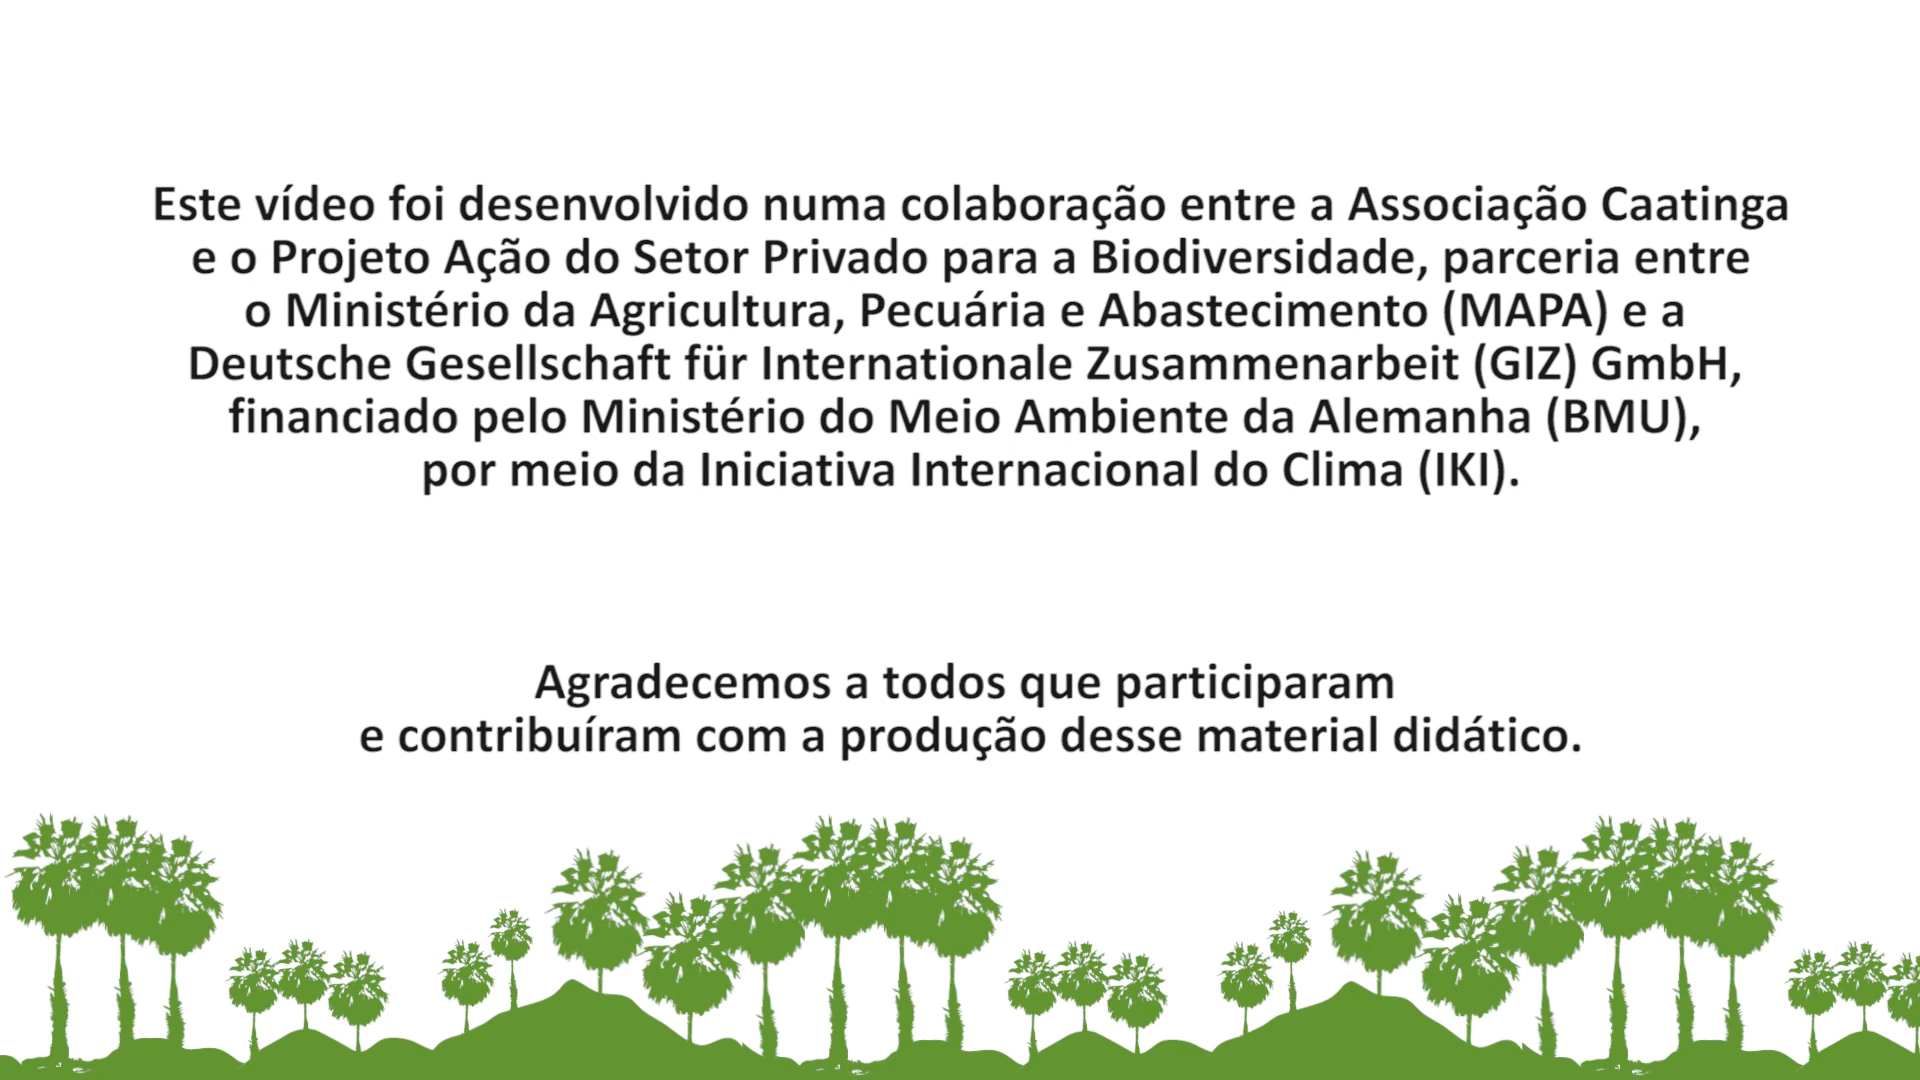 Este vídeo foi desenvolvido numa colaboração entre a Associação Caatinga
e o Projeto Ação do Setor Privado para a Biodiversidade, parceria entre
o Ministério da Agricultura, Pecuária e Abastecimento (MAPA) e a
Deutsche Gesellschaft für Internationale Zusammenarbeit (GIZ) GmbH,
financiado pelo Ministério do Meio Ambiente da Alemanha (BMU),
por meio da Iniciativa Internacional do Clima (IKI).
Agradecemos a todos que participaram
e contribuíram com a produção desse material didático.